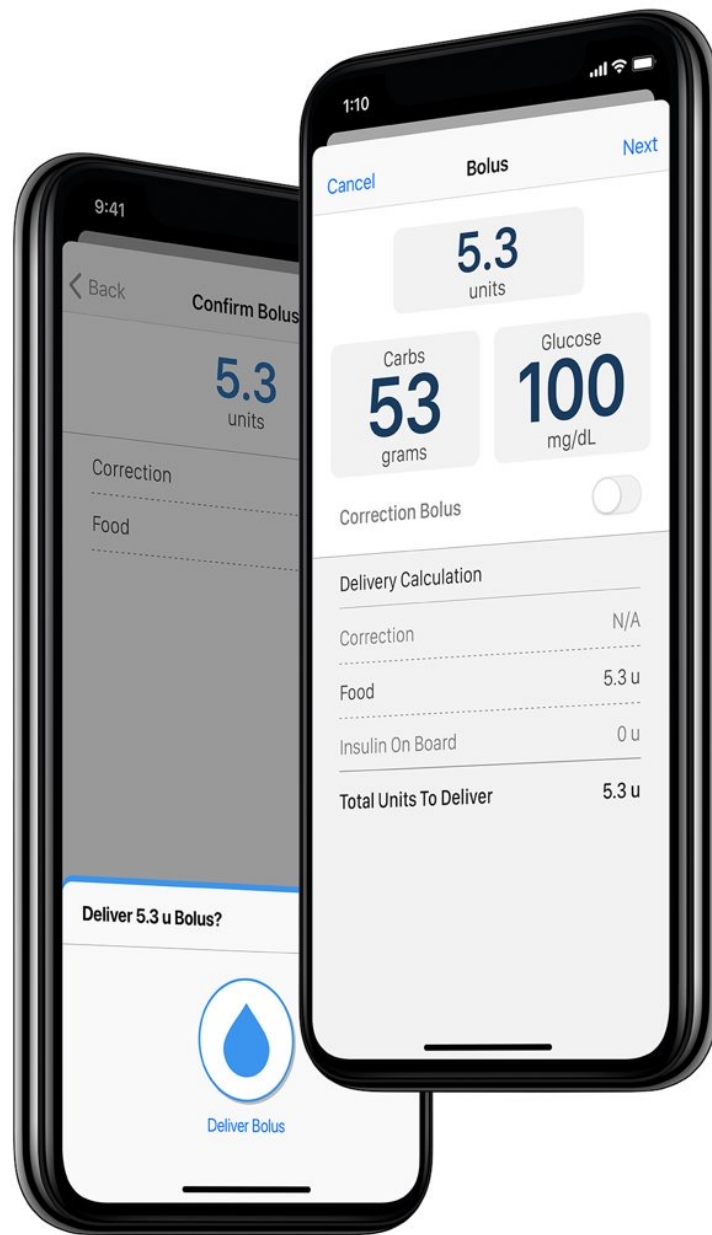 9:41
Back
Confirm Bolus
5.3
units
Correction
Food
Deliver 5.3 u Bolus?
Deliver Bolus
1:10
Cancel
Bolus
Next
5.3
units
Carbs
53
grams
Glucose
100
mg/dL
Correction Bolus
Delivery Calculation
Correction N/A
Food 5.3 u
Insulin On Board 0 u
Total Units To Deliver 5.3 u